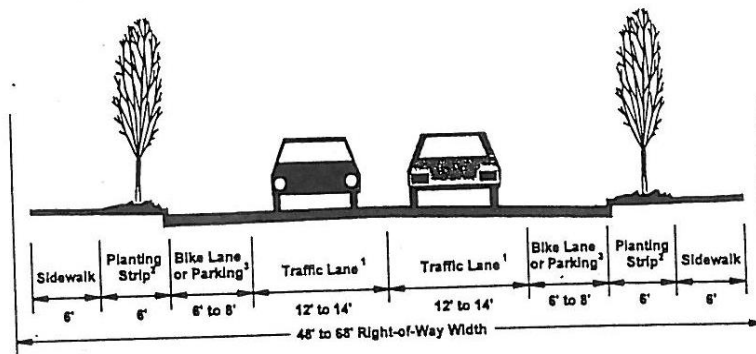 Sidewalk
Planting Strip²
Bike Lane or Parking³
Traffic Lane¹
Traffic Lane¹
Bike Lane or Parking³
Planting Strip²
Sidewalk
6'
6'
6' to 8'
12' to 14'
12' to 14'
6' to 8'
6'
6'
48' to 68' Right-of-Way Width